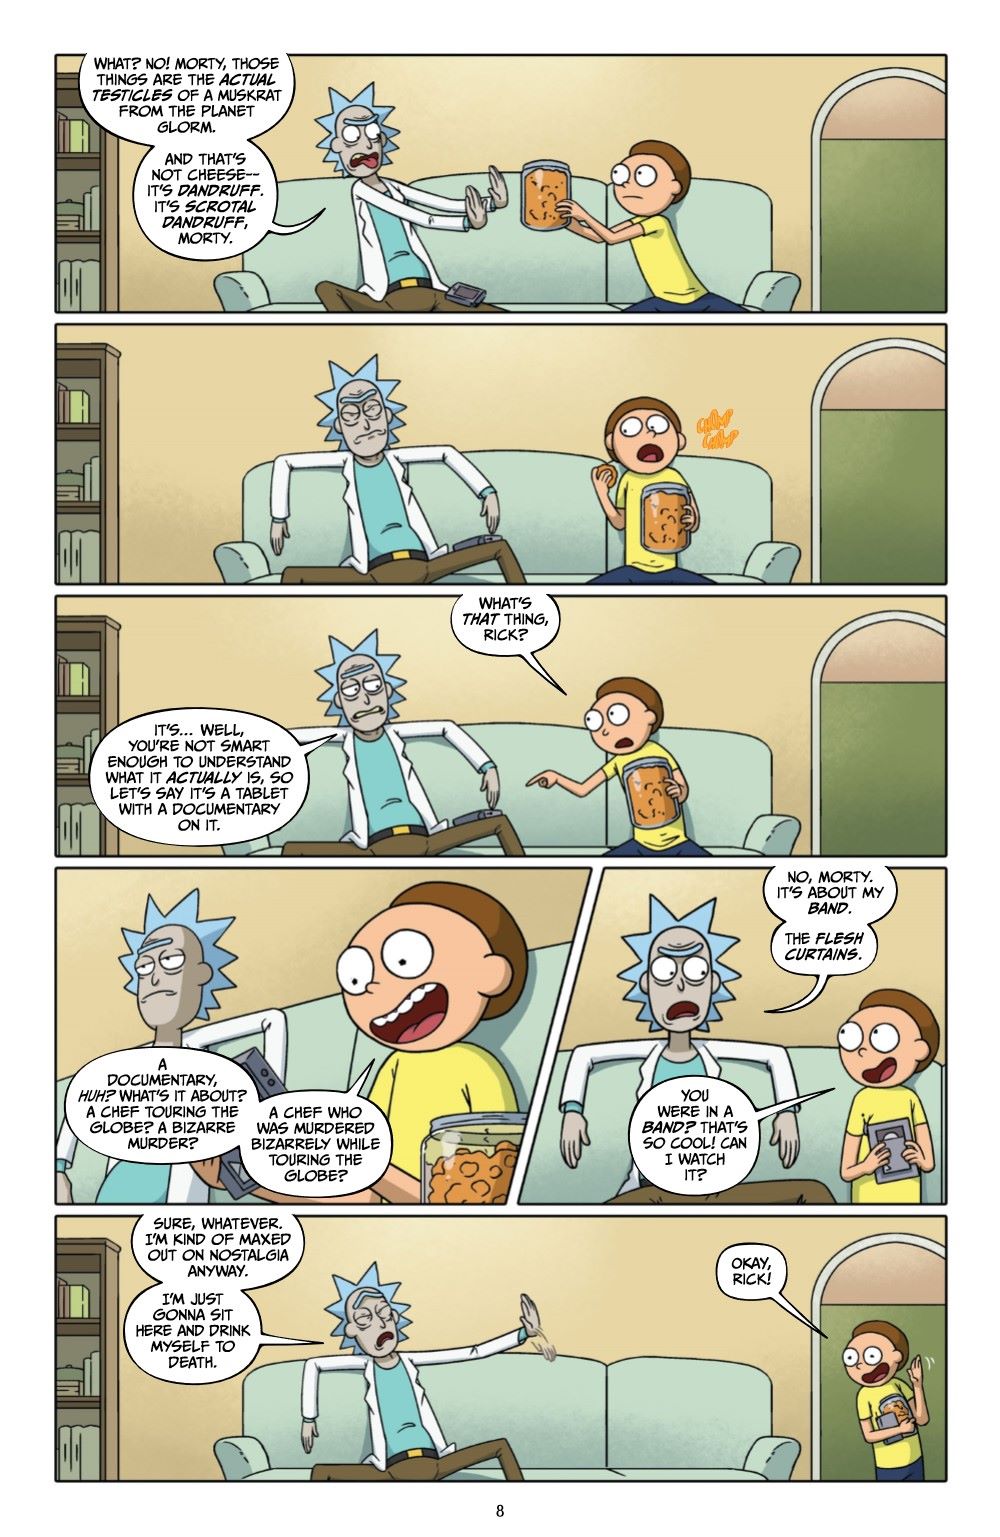 WHAT? NO! MORTY, THOSE
THINGS ARE THE ACTUAL
TESTICLES OF A MUSKRAT
FROM THE PLANET
GLORM.
AND THAT'S
NOT CHEESE--
IT'S DANDRUFF.
IT'S SCROTAL
DANDRUFF,
MORTY.
CHOMP
CHOMP
WHAT'S
THAT THING,
RICK?
IT'S... WELL,
YOU'RE NOT SMART
ENOUGH TO UNDERSTAND
WHAT IT ACTUALLY IS, SO
LET'S SAY IT'S A TABLET
WITH A DOCUMENTARY
ON IT.
A
DOCUMENTARY,
HUH? WHAT'S IT ABOUT?
A CHEF TOURING THE
GLOBE? A BIZARRE
MURDER?
A CHEF WHO
WAS MURDERED
BIZARRELY WHILE
TOURING THE
GLOBE?
NO, MORTY.
IT'S ABOUT MY
BAND.
THE FLESH
CURTAINS.
YOU
WERE IN A
BAND? THAT'S
SO COOL! CAN
I WATCH
IT?
SURE, WHATEVER.
I'M KIND OF MAXED
OUT ON NOSTALGIA
ANYWAY.
I'M JUST
GONNA SIT
HERE AND DRINK
MYSELF TO
DEATH.
OKAY,
RICK!
8